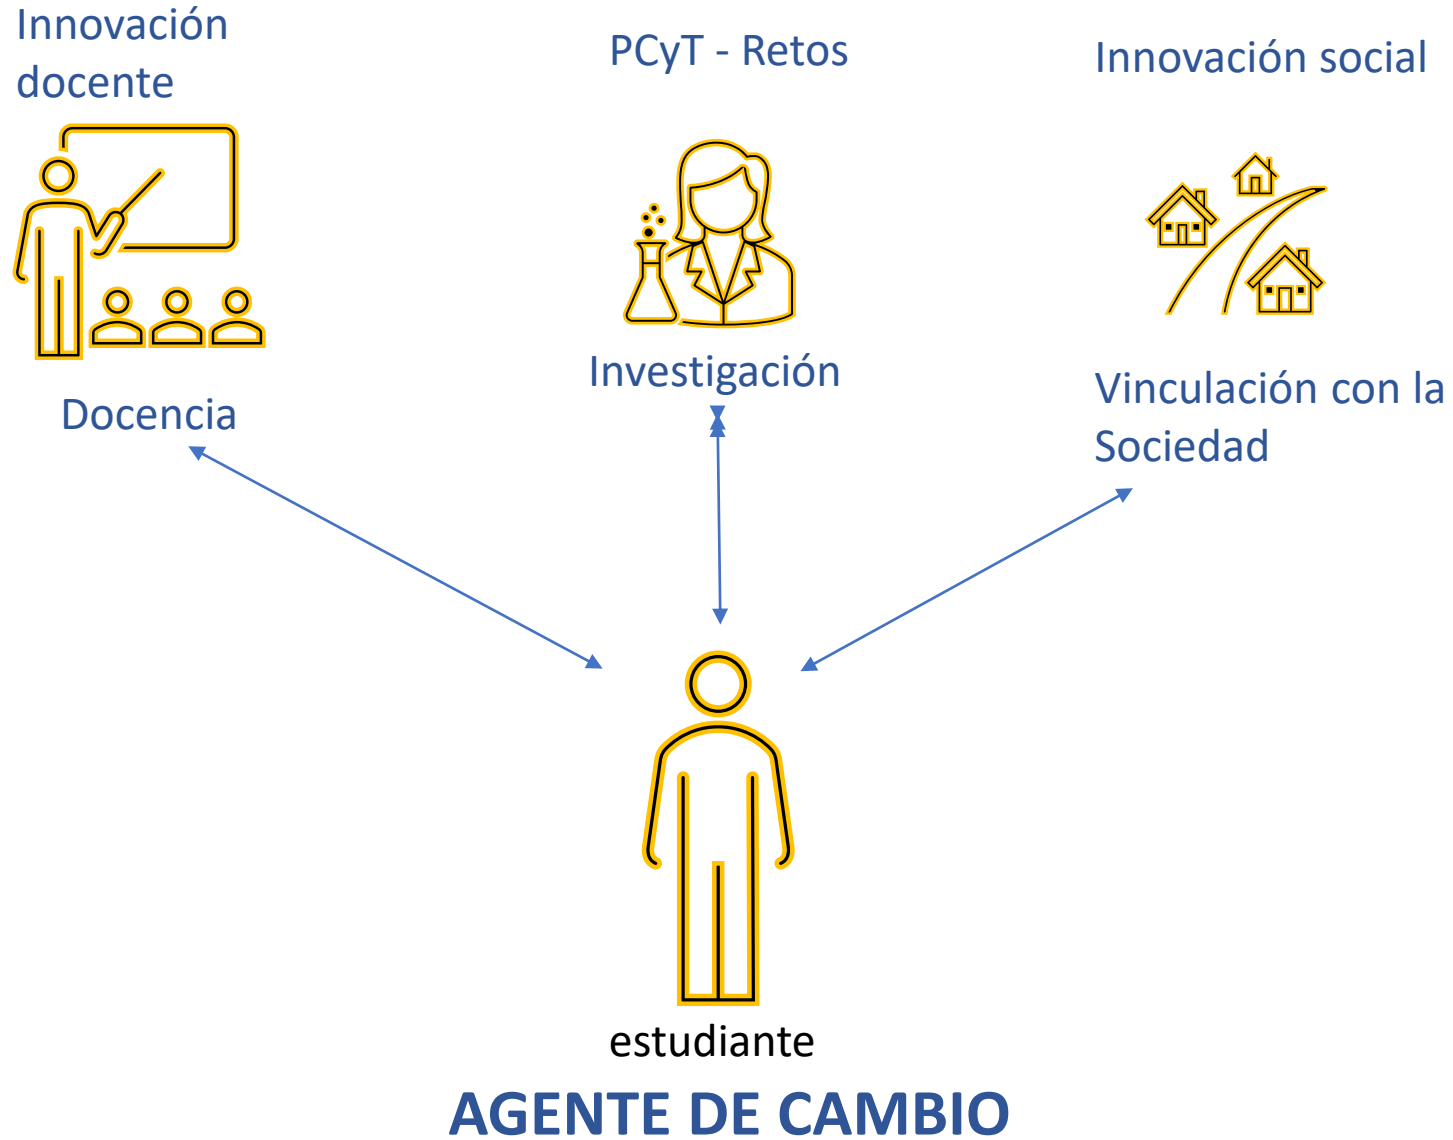 Innovación
docente
PCyT - Retos
Innovación social
Docencia
Investigación
Vinculación con la
Sociedad
estudiante
AGENTE DE CAMBIO